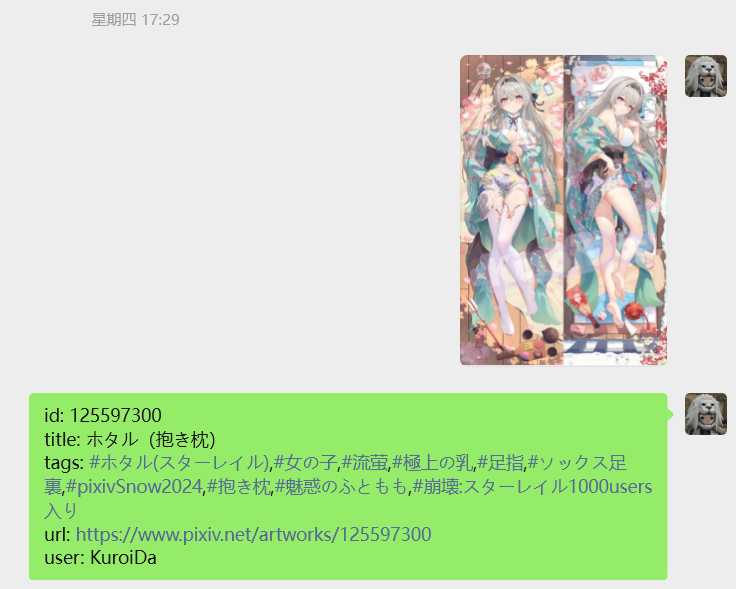 星期四 17:29
id: 125597300
title: ホタル（抱き枕）
tags: #ホタル(スターレイル),#女の子,#流萤,#極上の乳,#足指,#ソックス足
裏,#pixivSnow2024,#抱き枕,#魅惑のふともも,#崩壊:スターレイル1000users
入り
url: https://www.pixiv.net/artworks/125597300
user: KuroiDa